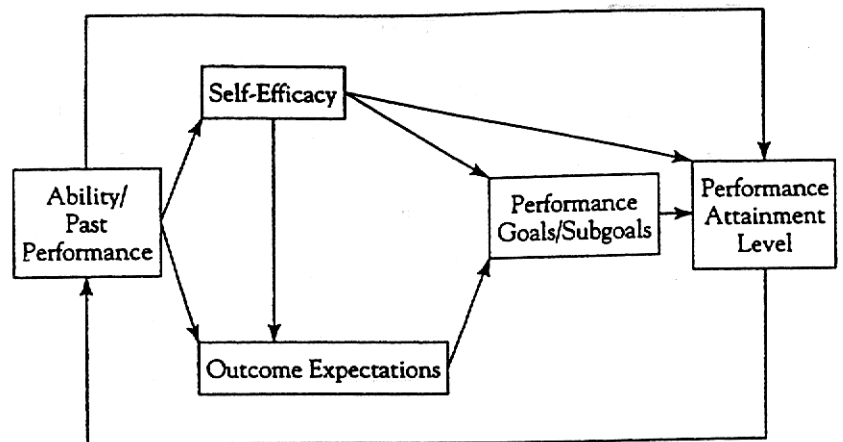 Self-Efficacy
Ability/
Past
Performance
Performance
Goals/Subgoals
Performance
Attainment
Level
Outcome Expectations